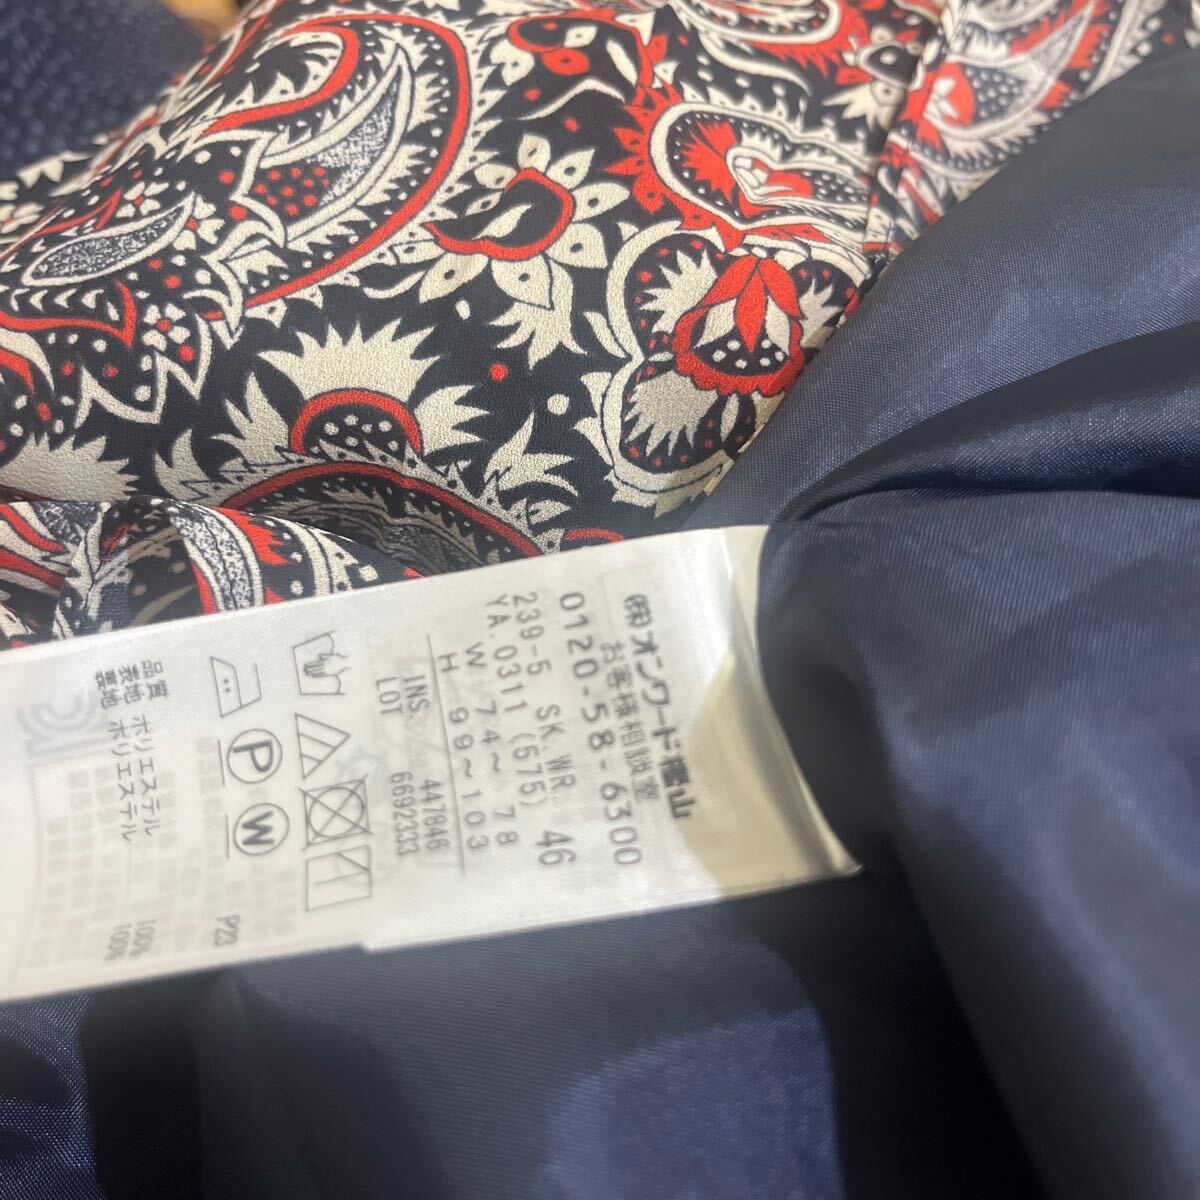 ㈱オンワード樫山
お客様相談室
0120-58-6300
239-5 SK.WR. 46
YA.0311 (575)
W 74~ 78
H 99~103
INS. 447846
LOT 6692333
P
W
P23
品質
表地 ポリエステル 100%
裏地 ポリエステル 100%